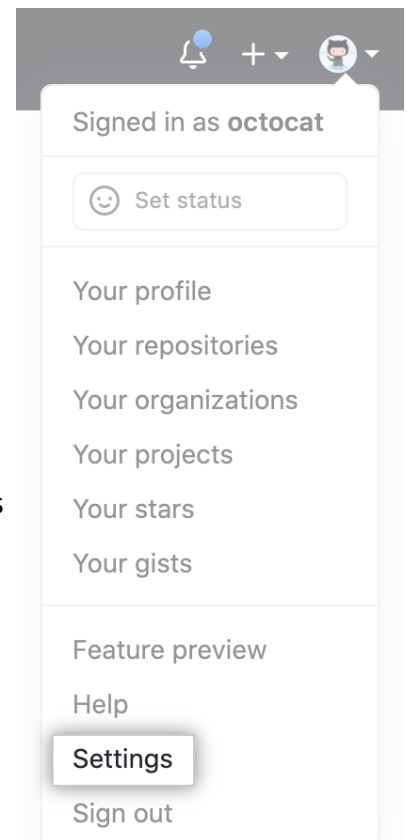 Signed in as octocat
Set status
Your profile
Your repositories
Your organizations
Your projects
s
Your stars
Your gists
Feature preview
Help
Settings
Sign out